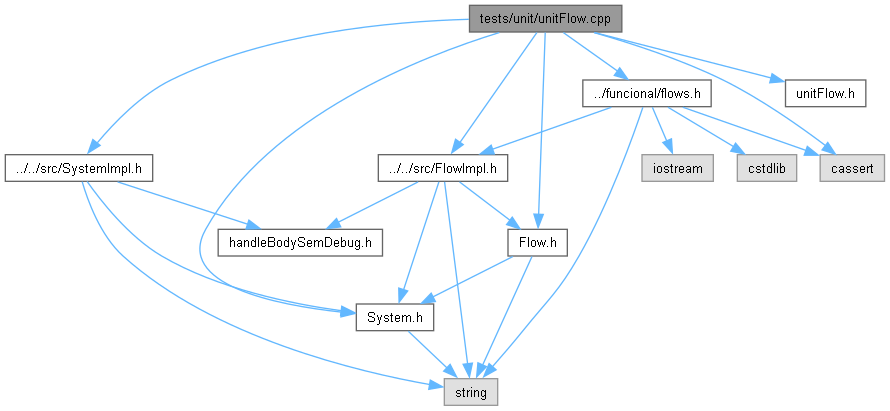 tests/unit/unitFlow.cpp
../funcional/flows.h
unitFlow.h
../../src/SystemImpl.h
../../src/FlowImpl.h
iostream
cstdlib
cassert
handleBodySemDebug.h
Flow.h
System.h
string